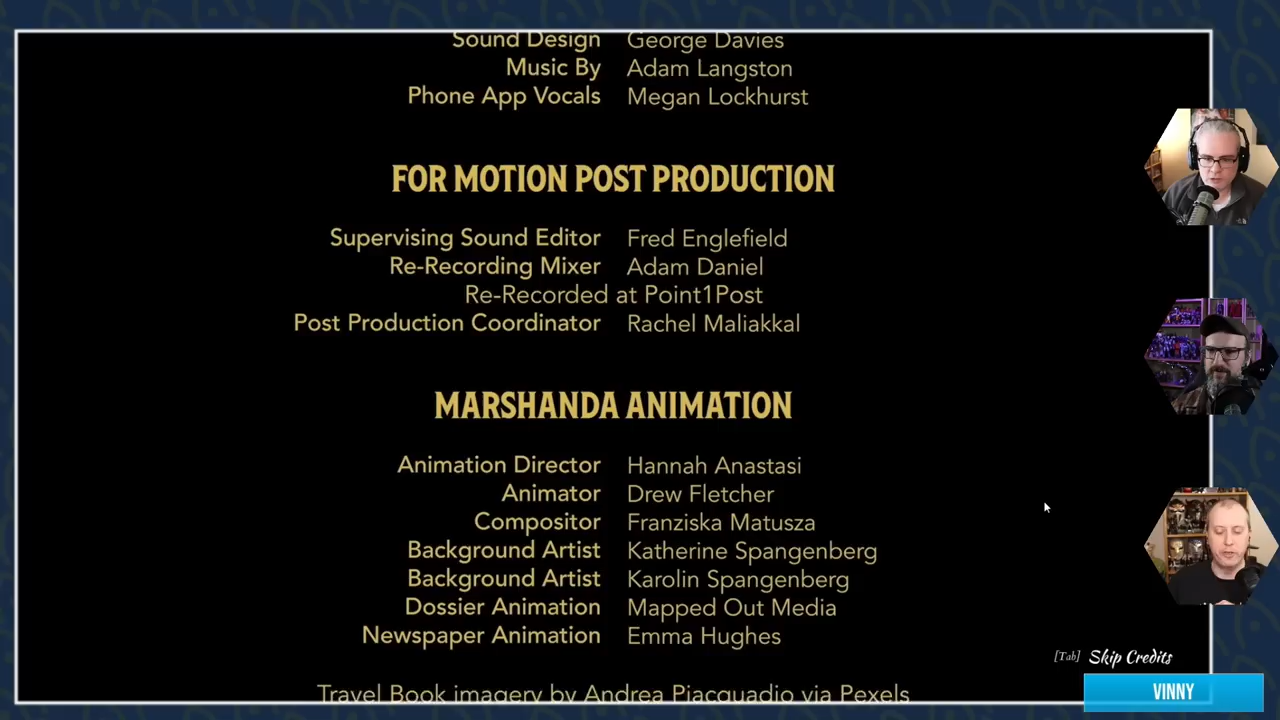 Sound Design George Davies
Music By Adam Langston
Phone App Vocals Megan Lockhurst
FOR MOTION POST PRODUCTION
Supervising Sound Editor Fred Englefield
Re-Recording Mixer Adam Daniel
Re-Recorded at Point1Post
Post Production Coordinator Rachel Maliakkal
MARSHANDA ANIMATION
Animation Director Hannah Anastasi
Animator Drew Fletcher
Compositor Franziska Matusza
Background Artist Katherine Spangenberg
Background Artist Karolin Spangenberg
Dossier Animation Mapped Out Media
Newspaper Animation Emma Hughes
[Tab] Skip Credits
Travel Book imagery by Andrea Piacquadio via Pexels
VINNY